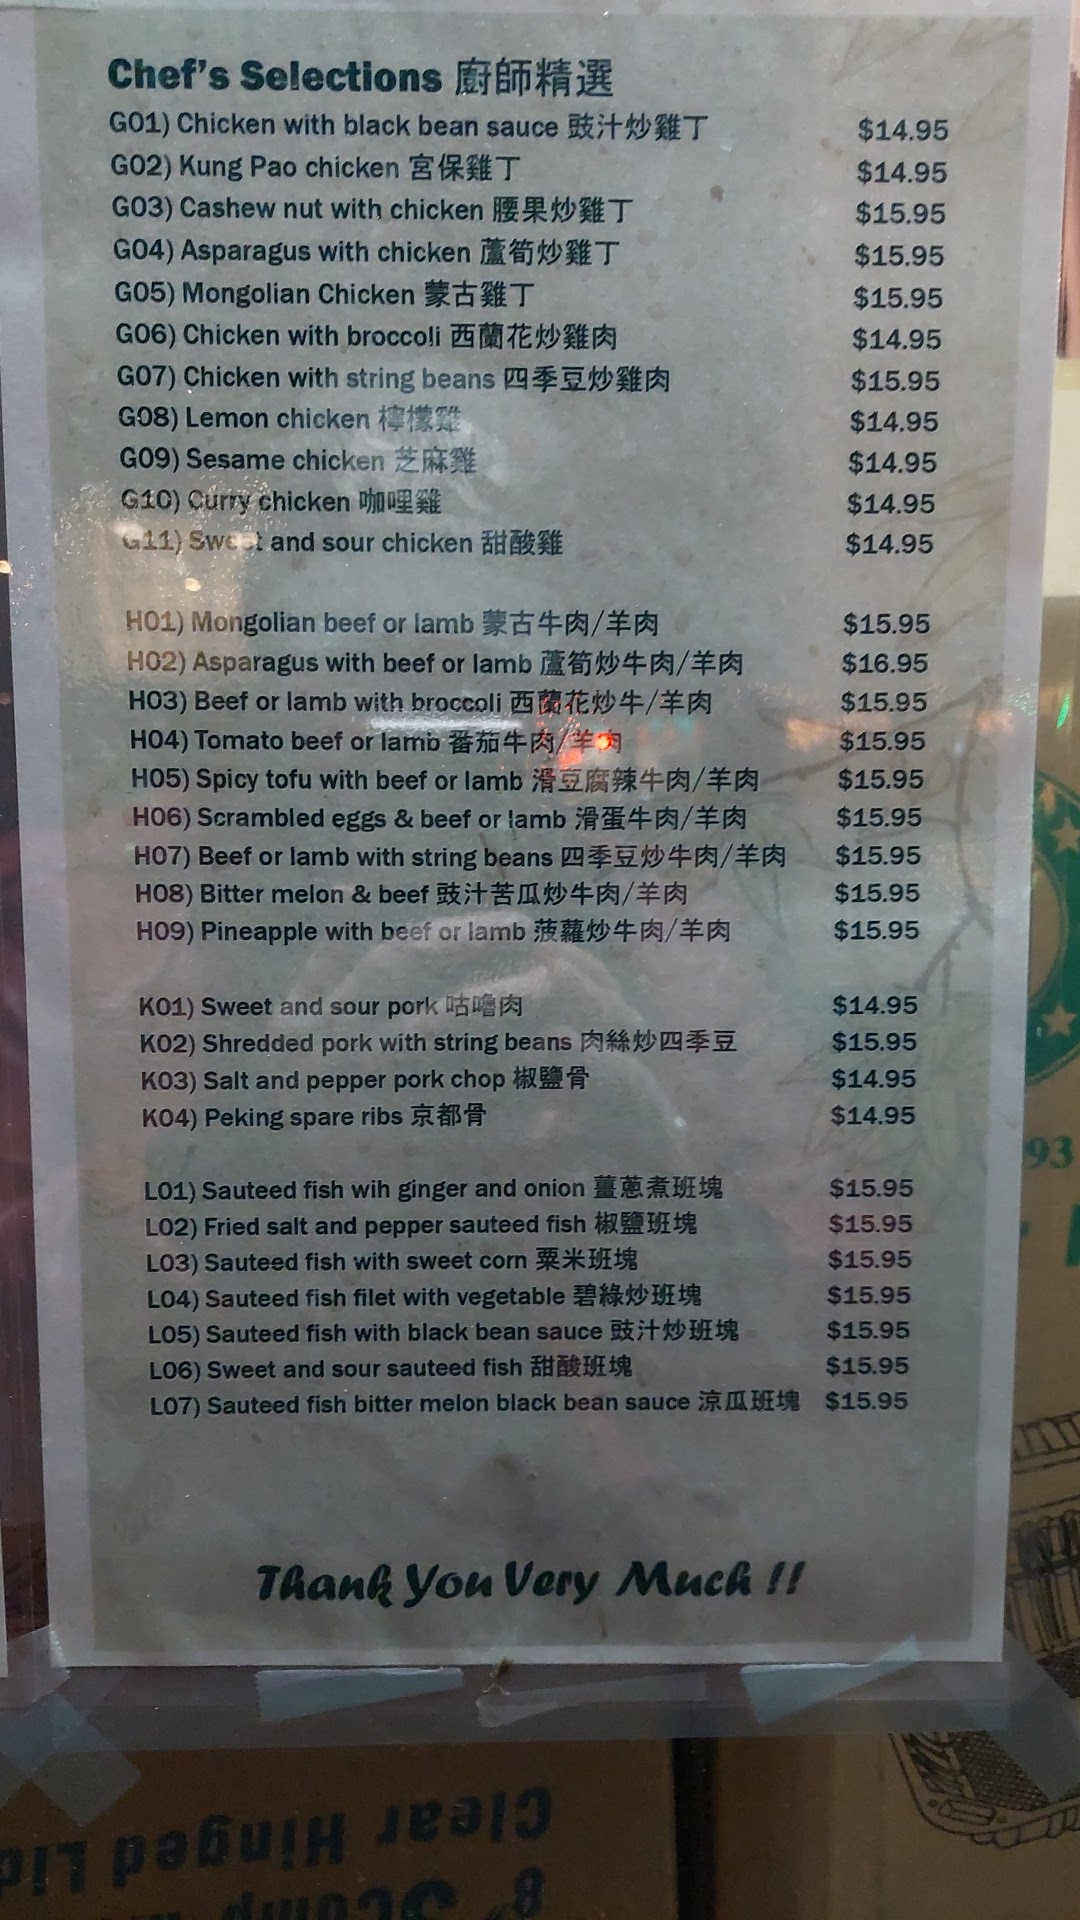 Chef's Selections 廚師精選
G01) Chicken with black bean sauce 豉汁炒雞丁 $14.95
G02) Kung Pao chicken 宮保雞丁 $14.95
G03) Cashew nut with chicken 腰果炒雞丁 $15.95
G04) Asparagus with chicken 蘆筍炒雞丁 $15.95
G05) Mongolian Chicken 蒙古雞丁 $15.95
G06) Chicken with broccoli 西蘭花炒雞肉 $14.95
G07) Chicken with string beans 四季豆炒雞肉 $15.95
G08) Lemon chicken 檸檬雞 $14.95
G09) Sesame chicken 芝麻雞 $14.95
G10) Curry chicken 咖哩雞 $14.95
G11) Sweet and sour chicken 甜酸雞 $14.95
H01) Mongolian beef or lamb 蒙古牛肉/羊肉 $15.95
H02) Asparagus with beef or lamb 蘆筍炒牛肉/羊肉 $16.95
H03) Beef or lamb with broccoli 西蘭花炒牛/羊肉 $15.95
H04) Tomato beef or lamb 番茄牛肉/羊肉 $15.95
H05) Spicy tofu with beef or lamb 滑豆腐辣牛肉/羊肉 $15.95
H06) Scrambled eggs & beef or lamb 滑蛋牛肉/羊肉 $15.95
H07) Beef or lamb with string beans 四季豆炒牛肉/羊肉 $15.95
H08) Bitter melon & beef 豉汁苦瓜炒牛肉/羊肉 $15.95
H09) Pineapple with beef or lamb 菠蘿炒牛肉/羊肉 $15.95
K01) Sweet and sour pork 咕嚕肉 $14.95
K02) Shredded pork with string beans 肉絲炒四季豆 $15.95
K03) Salt and pepper pork chop 椒鹽骨 $14.95
K04) Peking spare ribs 京都骨 $14.95
L01) Sauteed fish wih ginger and onion 薑蔥煮班塊 $15.95
L02) Fried salt and pepper sauteed fish 椒鹽班塊 $15.95
L03) Sauteed fish with sweet corn 粟米班塊 $15.95
L04) Sauteed fish filet with vegetable 碧綠炒班塊 $15.95
L05) Sauteed fish with black bean sauce 豉汁炒班塊 $15.95
L06) Sweet and sour sauteed fish 甜酸班塊 $15.95
L07) Sauteed fish bitter melon black bean sauce 涼瓜班塊 $15.95
Thank You Very Much !!
93
Clear Hinged Lid
8"